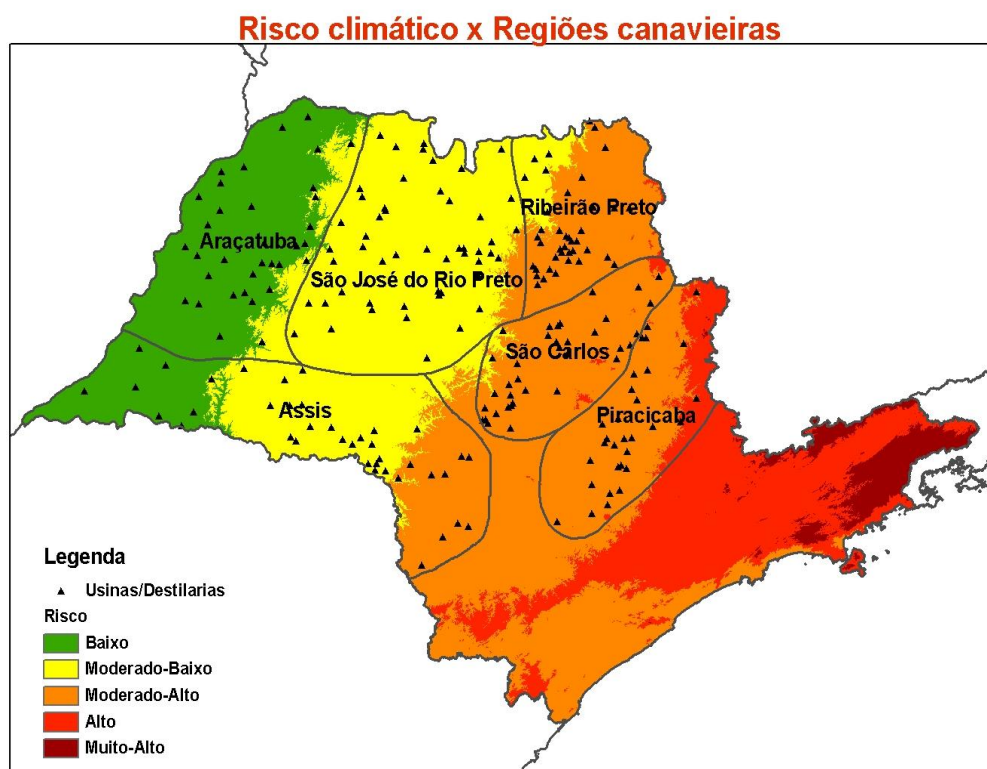 Risco climático x Regiões canavieiras
Ribeirão Preto
Araçatuba
São José do Rio Preto
São Carlos
Assis
Piracicaba
Legenda
Usinas/Destilarias
Risco
Baixo
Moderado-Baixo
Moderado-Alto
Alto
Muito-Alto